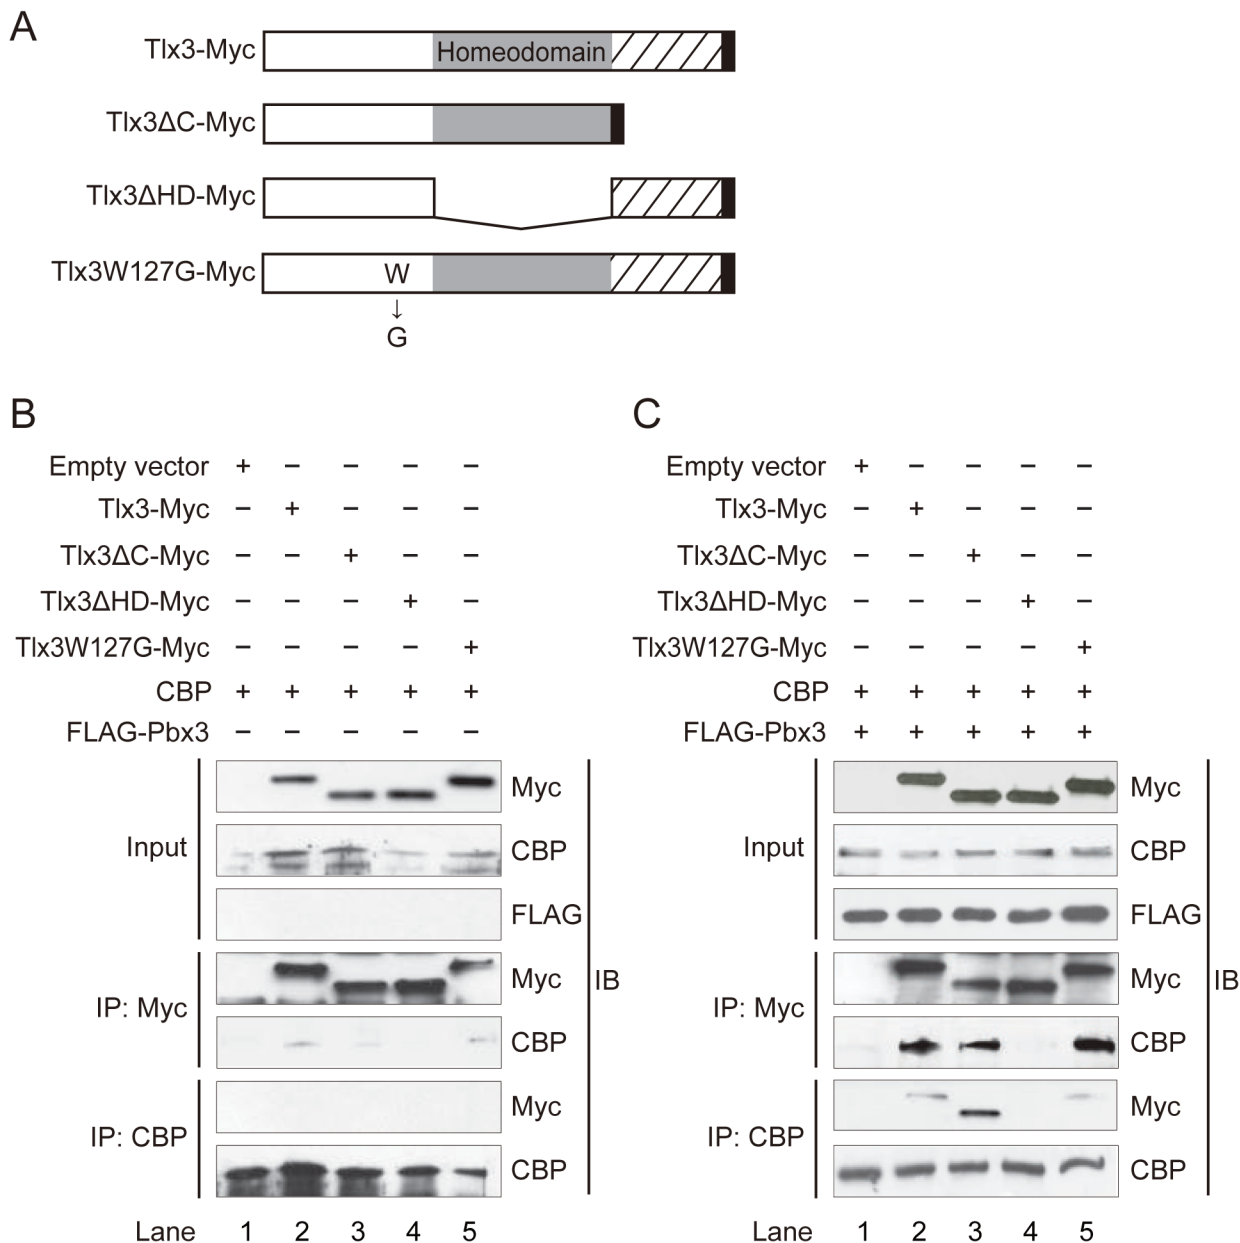 A
Tlx3-Myc
Homeodomain
Tlx3ΔC-Myc
Tlx3ΔHD-Myc
Tlx3W127G-Myc
W
↓
G
B
Empty vector + – – – –
Tlx3-Myc – + – – –
Tlx3ΔC-Myc – – + – –
Tlx3ΔHD-Myc – – – + –
Tlx3W127G-Myc – – – – +
CBP + + + + +
FLAG-Pbx3 – – – – –
Input
Myc
CBP
FLAG
IP: Myc
Myc
CBP
IP: CBP
Myc
CBP
IB
Lane 1 2 3 4 5
C
Empty vector + – – – –
Tlx3-Myc – + – – –
Tlx3ΔC-Myc – – + – –
Tlx3ΔHD-Myc – – – + –
Tlx3W127G-Myc – – – – +
CBP + + + + +
FLAG-Pbx3 + + + + +
Input
Myc
CBP
FLAG
IP: Myc
Myc
CBP
IP: CBP
Myc
CBP
IB
Lane 1 2 3 4 5